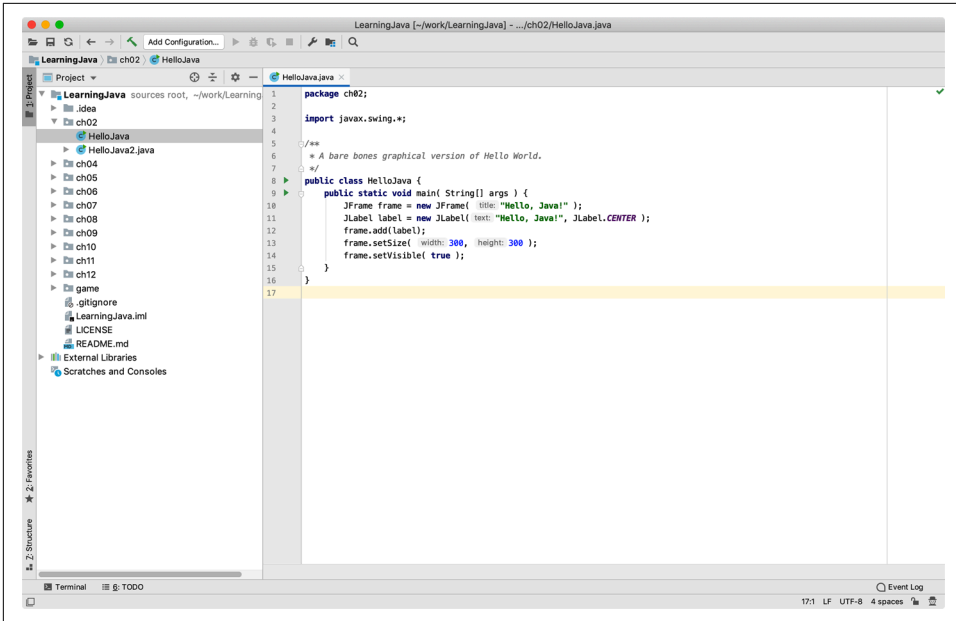 LearningJava [~/work/LearningJava] - .../ch02/HelloJava.java
Add Configuration...
LearningJava
ch02
HelloJava
1: Project
Project
HelloJava.java
LearningJava sources root, ~/work/Learning
.idea
ch02
HelloJava
HelloJava2.java
ch04
ch05
ch06
ch07
ch08
ch09
ch10
ch11
ch12
game
.gitignore
LearningJava.iml
LICENSE
README.md
External Libraries
Scratches and Consoles
1 package ch02;
2
3 import javax.swing.*;
4
5 /**
6 * A bare bones graphical version of Hello World.
7 */
8 public class HelloJava {
9 public static void main( String[] args ) {
10 JFrame frame = new JFrame( title: "Hello, Java!" );
11 JLabel label = new JLabel( text: "Hello, Java!", JLabel.CENTER );
12 frame.add(label);
13 frame.setSize( width: 300, height: 300 );
14 frame.setVisible( true );
15 }
16 }
17
2: Favorites
7: Structure
Terminal
6: TODO
Event Log
17:1 LF UTF-8 4 spaces